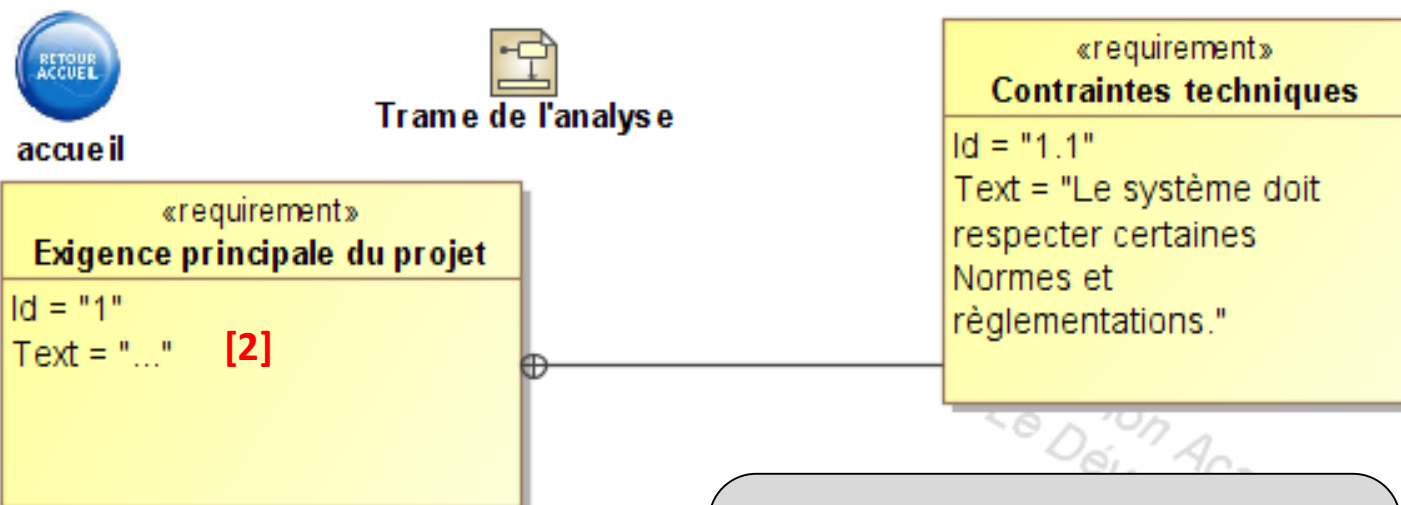 RETOUR
ACCUEIL
accueil
Trame de l'analyse
«requirement»
Exigence principale du projet
Id = "1"
Text = "..." [2]
«requirement»
Contraintes techniques
Id = "1.1"
Text = "Le système doit
respecter certaines
Normes et
règlementations."
Le